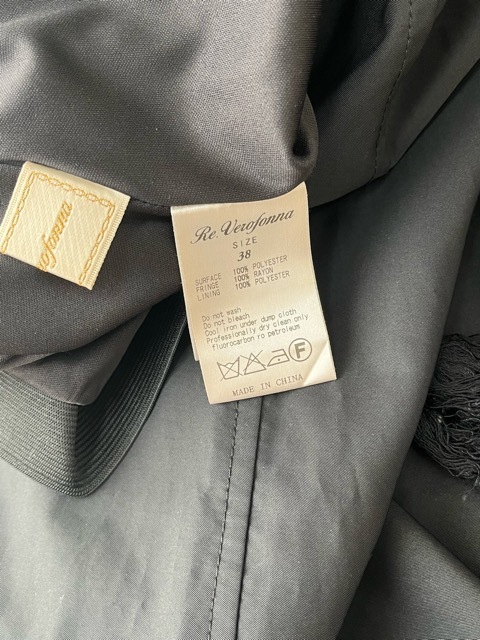 Re. Verofonna
SIZE
38
SURFACE 100% POLYESTER
FRINGE 100% RAYON
LINING 100% POLYESTER
Do not wash
Do not bleach
Cool iron under dump cloth
Professionally dry clean only
fluorocarbon ro petroleum
F
MADE IN CHINA